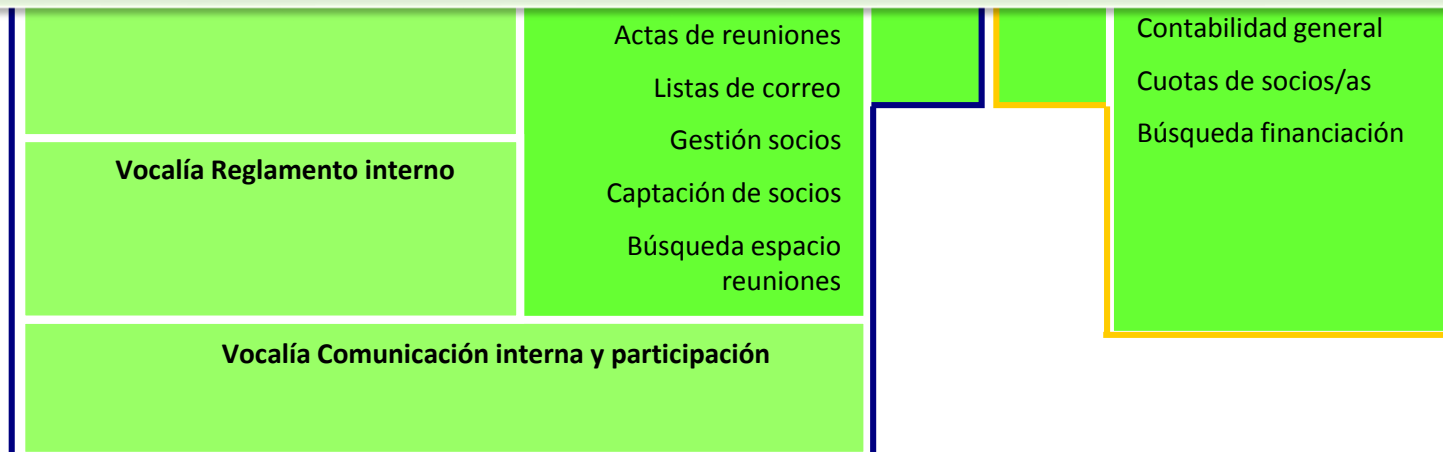 Actas de reuniones
Listas de correo
Gestión socios
Captación de socios
Búsqueda espacio
reuniones
Vocalía Reglamento interno
Vocalía Comunicación interna y participación
Contabilidad general
Cuotas de socios/as
Búsqueda financiación